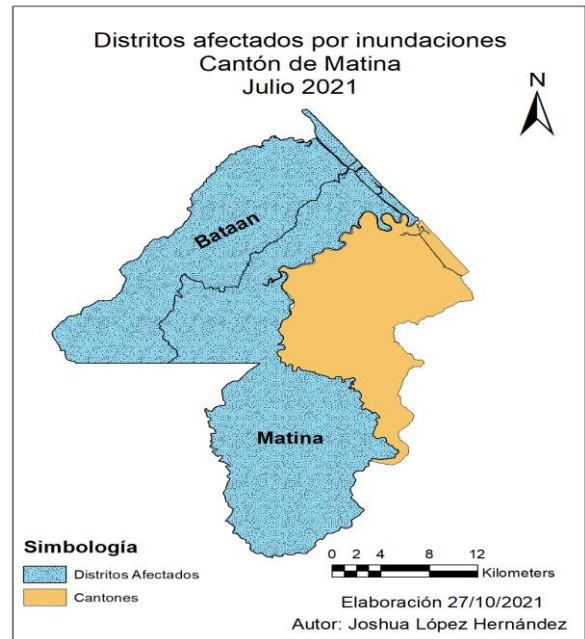 Distritos afectados por inundaciones
Cantón de Matina
Julio 2021
N
Bataan
Matina
Simbología
Distritos Afectados
Cantones
0 2 4 8 12
Kilometers
Elaboración 27/10/2021
Autor: Joshua López Hernández